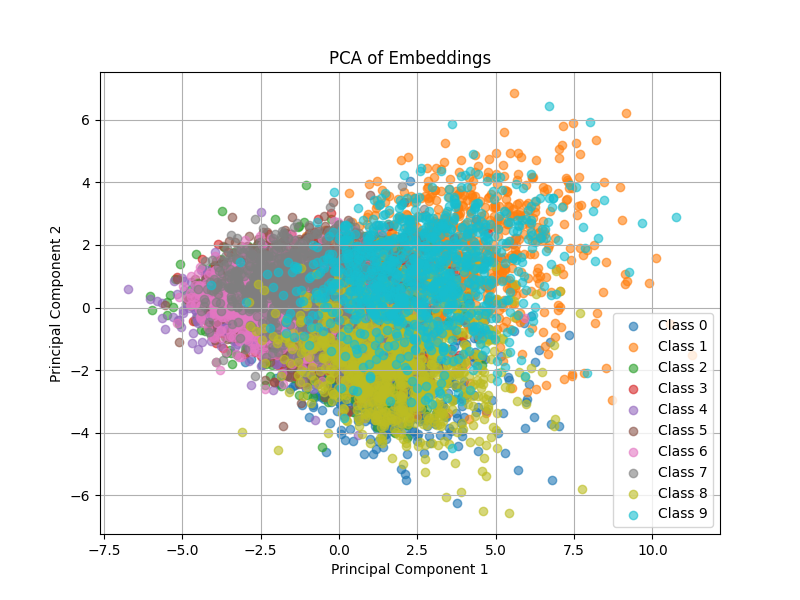 PCA of Embeddings
Principal Component 2
6
4
2
0
−2
−4
−6
Class 0
Class 1
Class 2
Class 3
Class 4
Class 5
Class 6
Class 7
Class 8
Class 9
−7.5 −5.0 −2.5 0.0 2.5 5.0 7.5 10.0
Principal Component 1